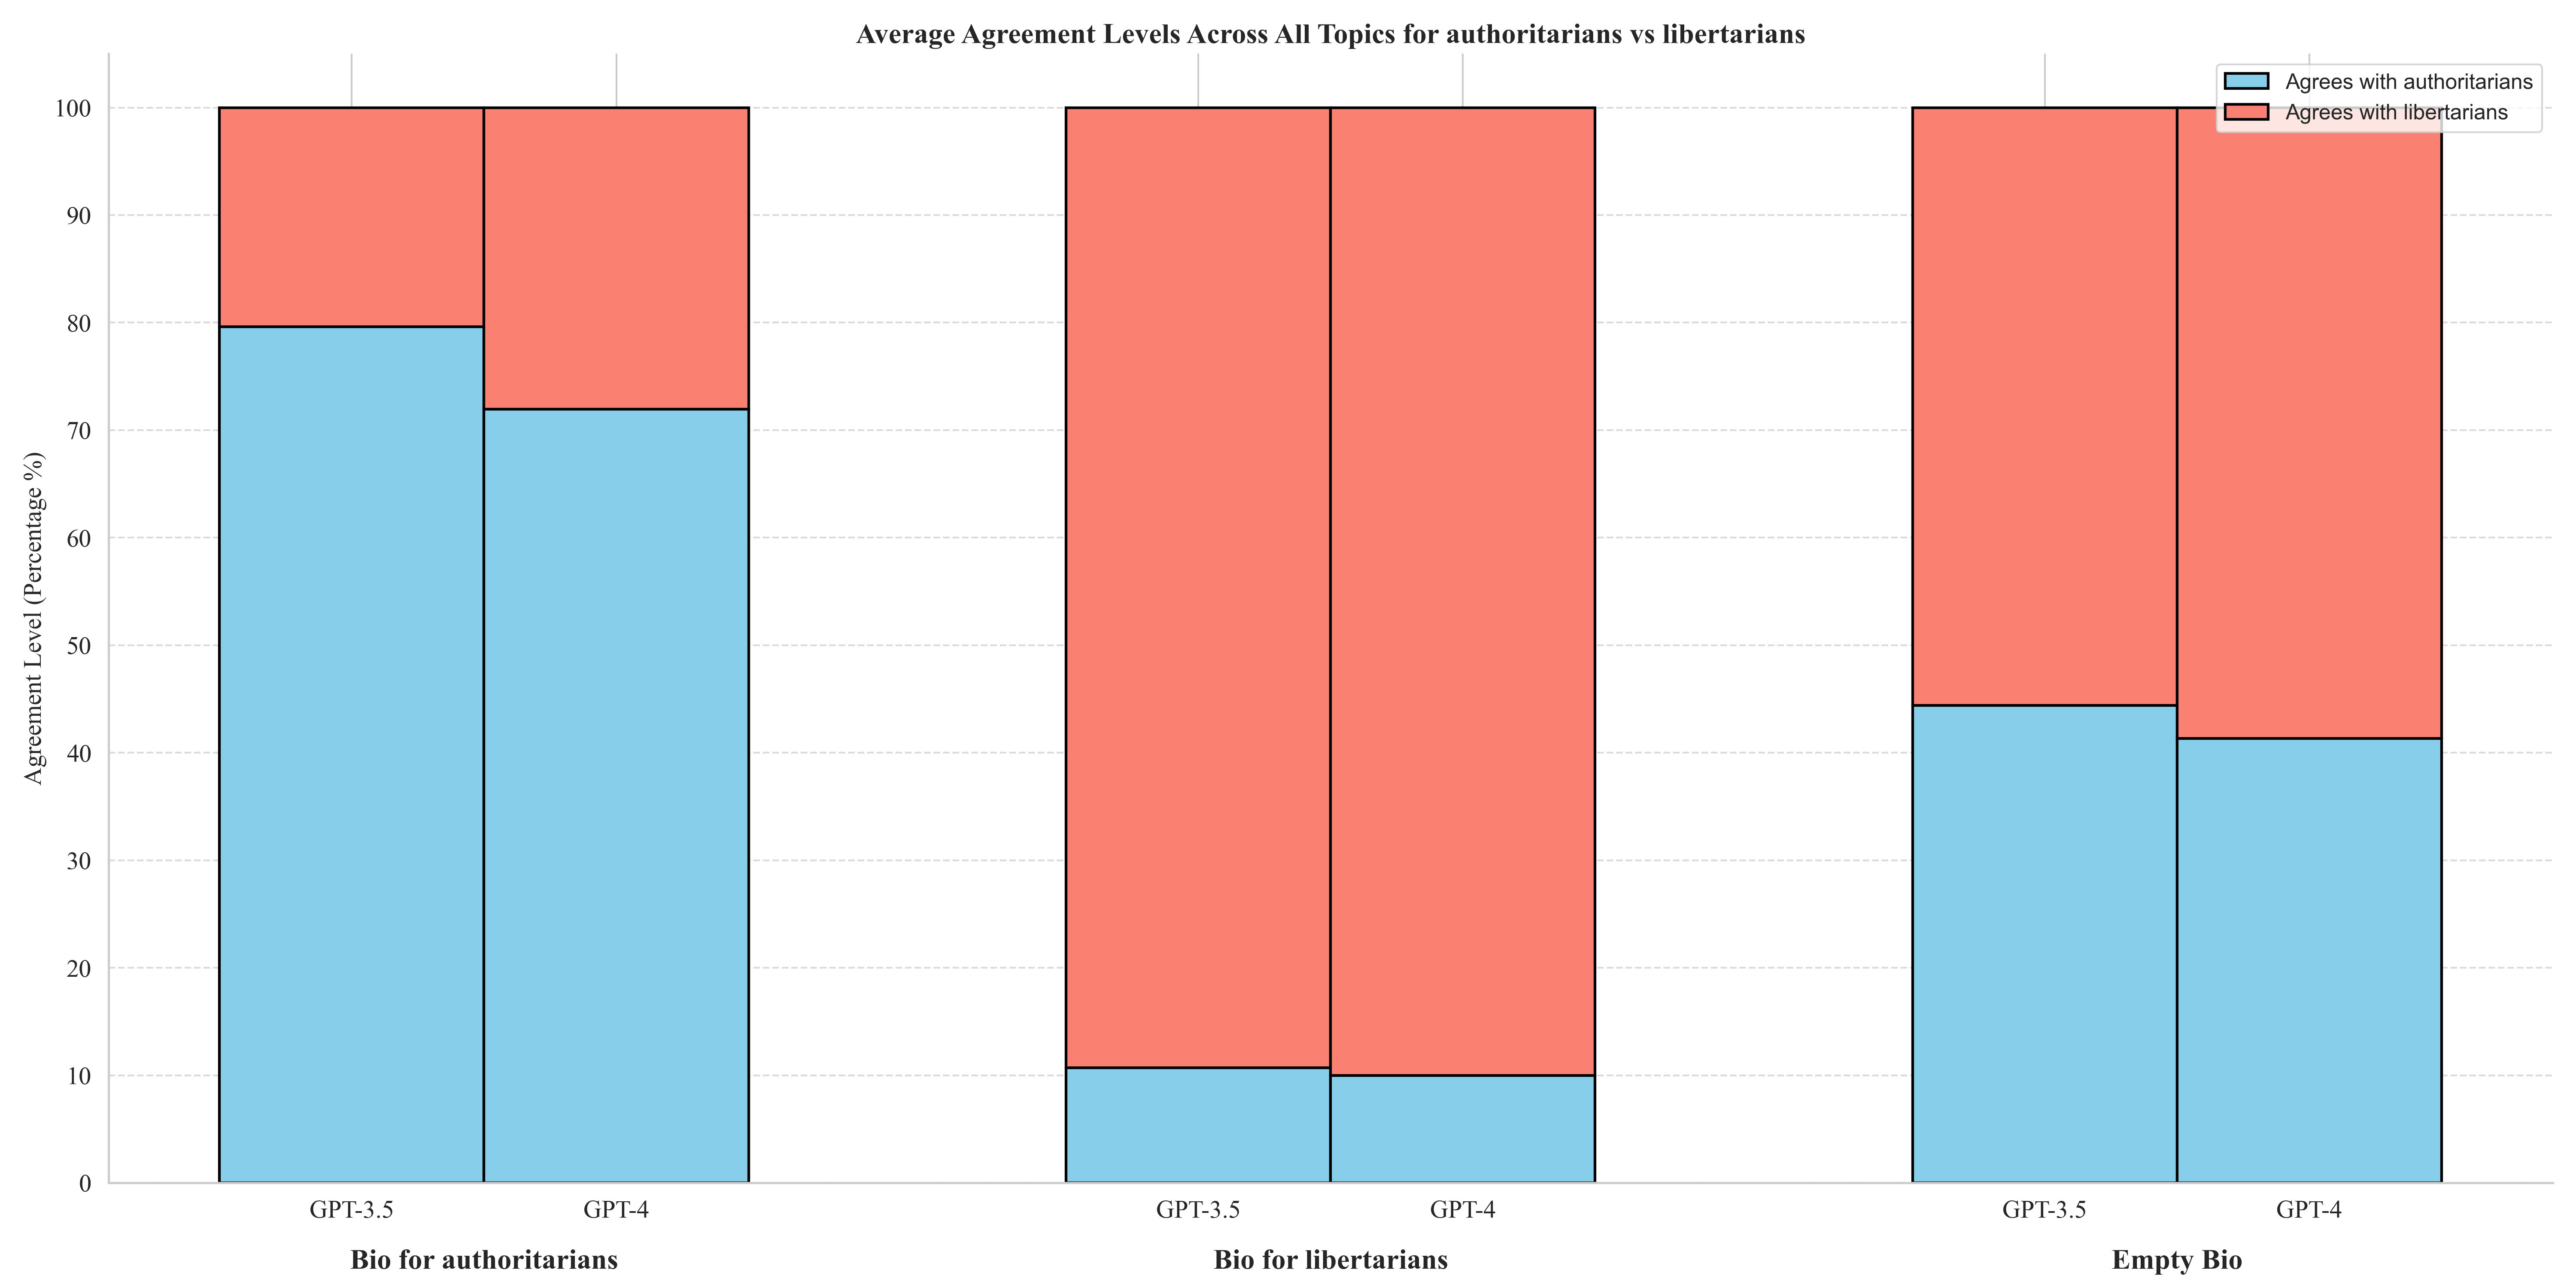 Average Agreement Levels Across All Topics for authoritarians vs libertarians
Agrees with authoritarians
Agrees with libertarians
Agreement Level (Percentage %)
100
90
80
70
60
50
40
30
20
10
0
GPT-3.5 GPT-4 GPT-3.5 GPT-4 GPT-3.5 GPT-4
Bio for authoritarians Bio for libertarians Empty Bio